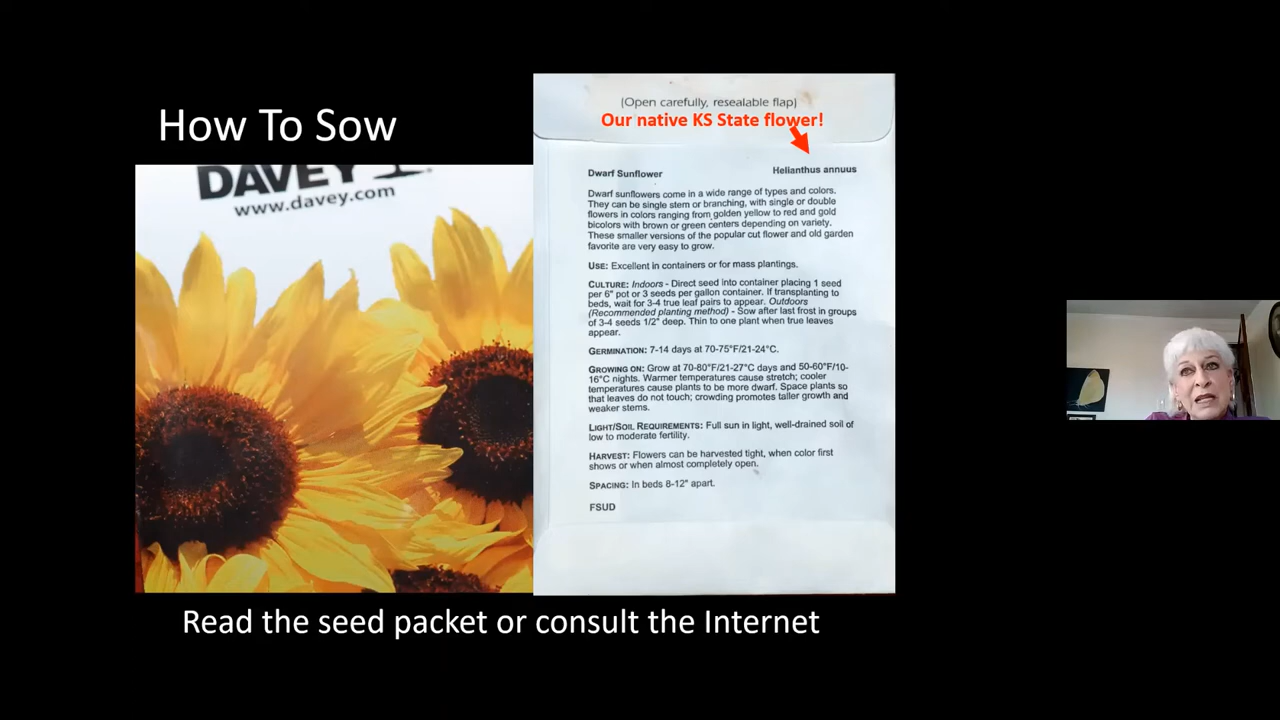 How To Sow
DAVEY
www.davey.com
(Open carefully, resealable flap)
Our native KS State flower!
Dwarf Sunflower
Helianthus annuus
Dwarf sunflowers come in a wide range of types and colors.
They can be single stem or branching, with single or double
flowers in colors ranging from golden yellow to red and gold
bicolors with brown or green centers depending on variety.
These smaller versions of the popular cut flower and old garden
favorite are very easy to grow.
USE: Excellent in containers or for mass plantings.
CULTURE: Indoors - Direct seed into container placing 1 seed
per 6" pot or 3 seeds per gallon container. If transplanting to
beds, wait for 3-4 true leaf pairs to appear. Outdoors
(Recommended planting method) - Sow after last frost in groups
of 3-4 seeds 1/2" deep. Thin to one plant when true leaves
appear.
GERMINATION: 7-14 days at 70-75°F/21-24°C.
GROWING ON: Grow at 70-80°F/21-27°C days and 50-60°F/10-
16°C nights. Warmer temperatures cause stretch; cooler
temperatures cause plants to be more dwarf. Space plants so
that leaves do not touch; crowding promotes taller growth and
weaker stems.
LIGHT/SOIL REQUIREMENTS: Full sun in light, well-drained soil of
low to moderate fertility.
HARVEST: Flowers can be harvested tight, when color first
shows or when almost completely open.
SPACING: In beds 8-12" apart.
FSUD
Read the seed packet or consult the Internet